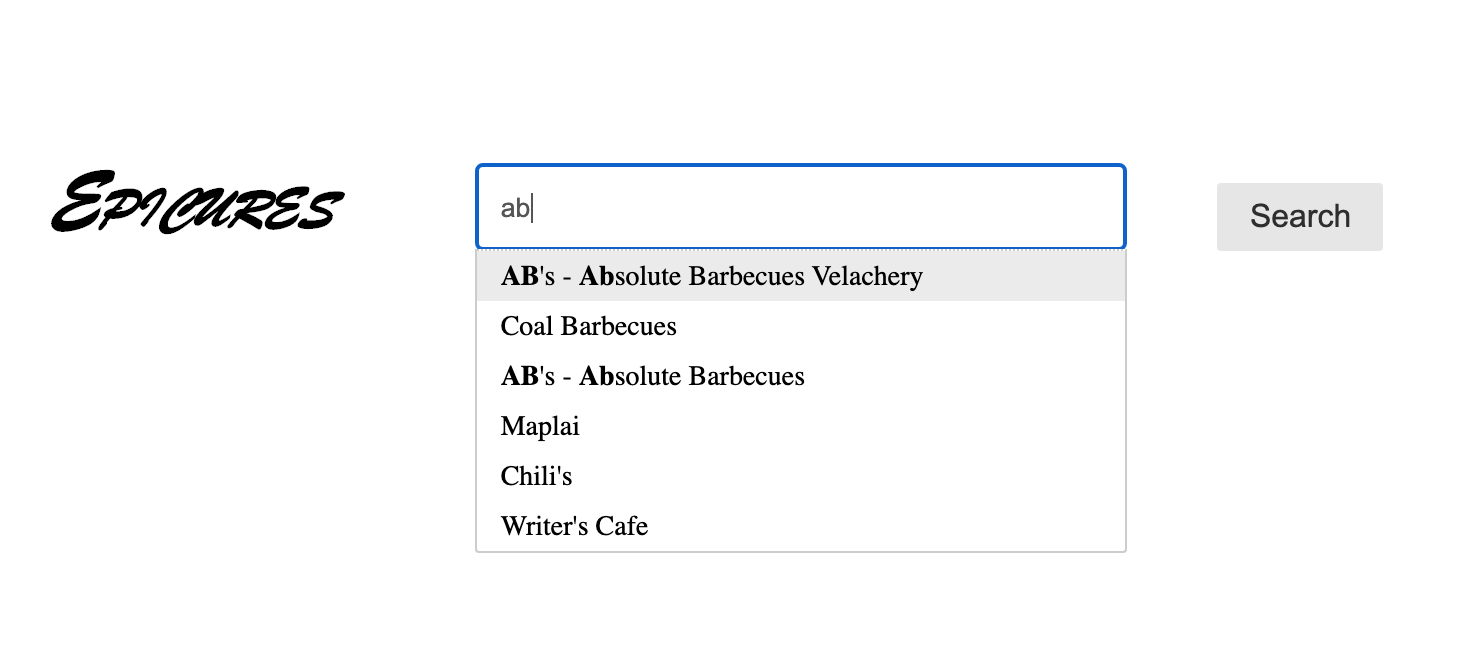 EPICURES
ab
Search
AB's - Absolute Barbecues Velachery
Coal Barbecues
AB's - Absolute Barbecues
Maplai
Chili's
Writer's Cafe